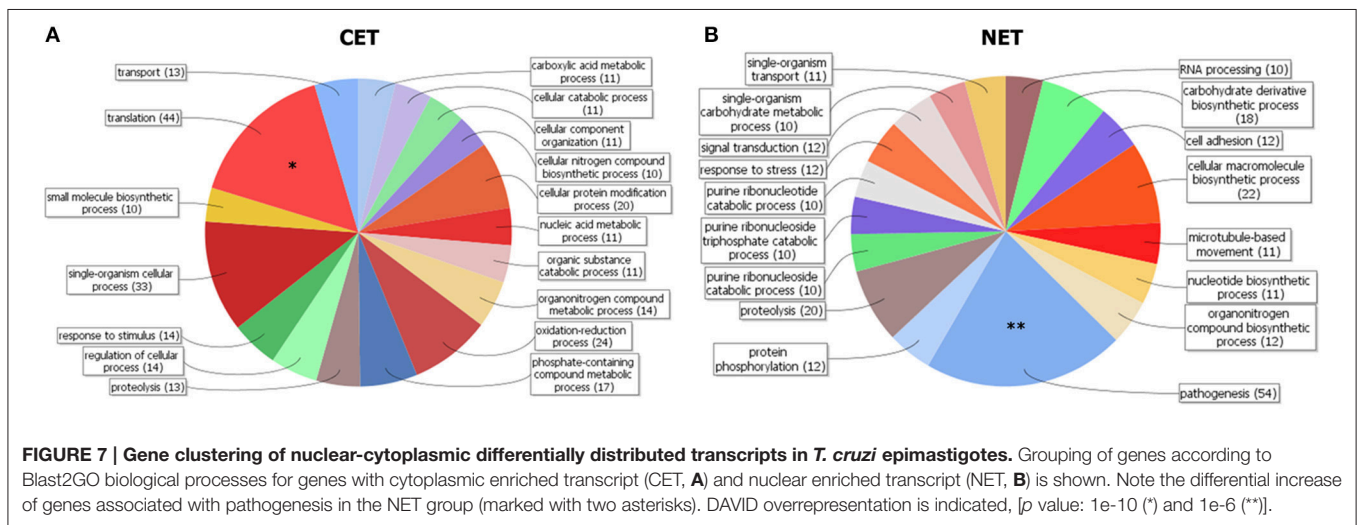 A
CET
transport (13)
translation (44)
small molecule biosynthetic
process (10)
single-organism cellular
process (33)
response to stimulus (14)
regulation of cellular
process (14)
proteolysis (13)
*
carboxylic acid metabolic
process (11)
cellular catabolic process
(11)
cellular component
organization (11)
cellular nitrogen compound
biosynthetic process (10)
cellular protein modification
process (20)
nucleic acid metabolic
process (11)
organic substance
catabolic process (11)
organonitrogen compound
metabolic process (14)
oxidation-reduction
process (24)
phosphate-containing
compound metabolic
process (17)
B
NET
single-organism
transport (11)
single-organism
carbohydrate metabolic
process (10)
signal transduction (12)
response to stress (12)
purine ribonucleotide
catabolic process (10)
purine ribonucleoside
triphosphate catabolic
process (10)
purine ribonucleoside
catabolic process (10)
proteolysis (20)
protein
phosphorylation (12)
**
RNA processing (10)
carbohydrate derivative
biosynthetic process
(18)
cell adhesion (12)
cellular macromolecule
biosynthetic process
(22)
microtubule-based
movement (11)
nucleotide biosynthetic
process (11)
organonitrogen
compound biosynthetic
process (12)
pathogenesis (54)
FIGURE 7 | Gene clustering of nuclear-cytoplasmic differentially distributed transcripts in T. cruzi epimastigotes. Grouping of genes according to
Blast2GO biological processes for genes with cytoplasmic enriched transcript (CET, A) and nuclear enriched transcript (NET, B) is shown. Note the differential increase
of genes associated with pathogenesis in the NET group (marked with two asterisks). DAVID overrepresentation is indicated, [p value: 1e-10 (*) and 1e-6 (**)].